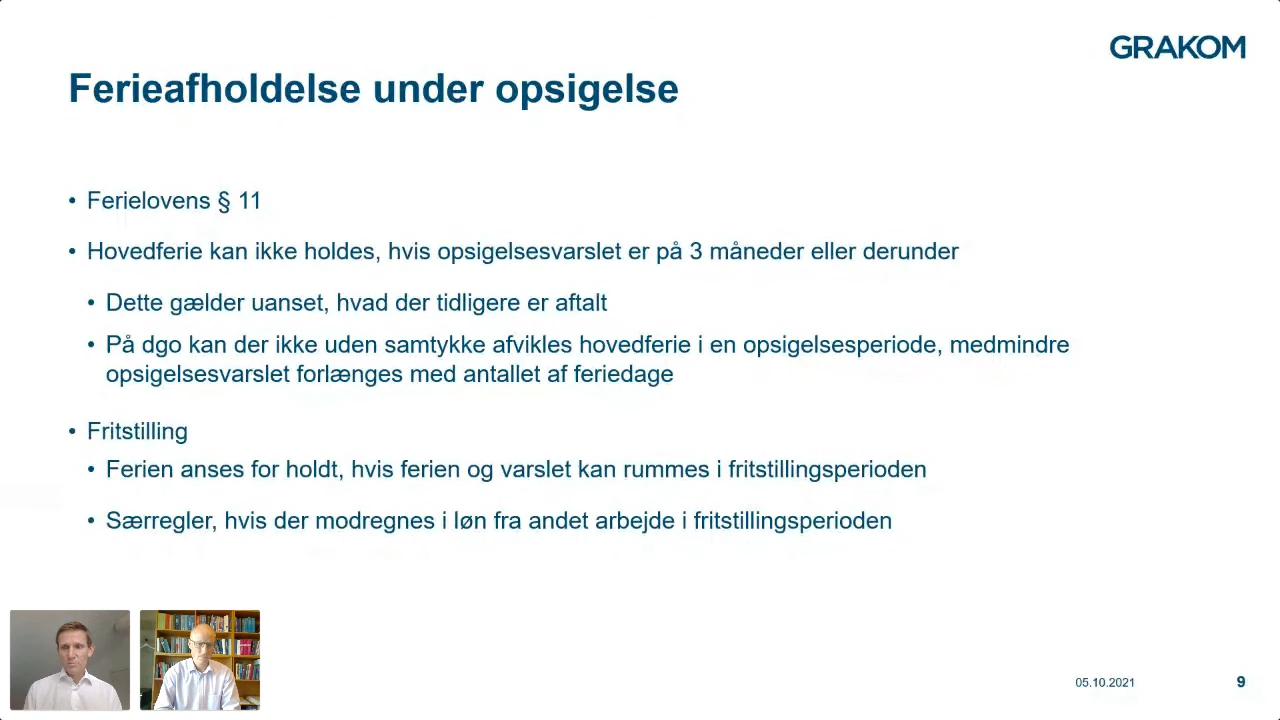 GRAKOM
Ferieafholdelse under opsigelse
• Ferielovens § 11
• Hovedferie kan ikke holdes, hvis opsigelsesvarslet er på 3 måneder eller derunder
• Dette gælder uanset, hvad der tidligere er aftalt
• På dgo kan der ikke uden samtykke afvikles hovedferie i en opsigelsesperiode, medmindre
opsigelsesvarslet forlænges med antallet af feriedage
• Fritstilling
• Ferien anses for holdt, hvis ferien og varslet kan rummes i fritstillingsperioden
• Særregler, hvis der modregnes i løn fra andet arbejde i fritstillingsperioden
05.10.2021
9